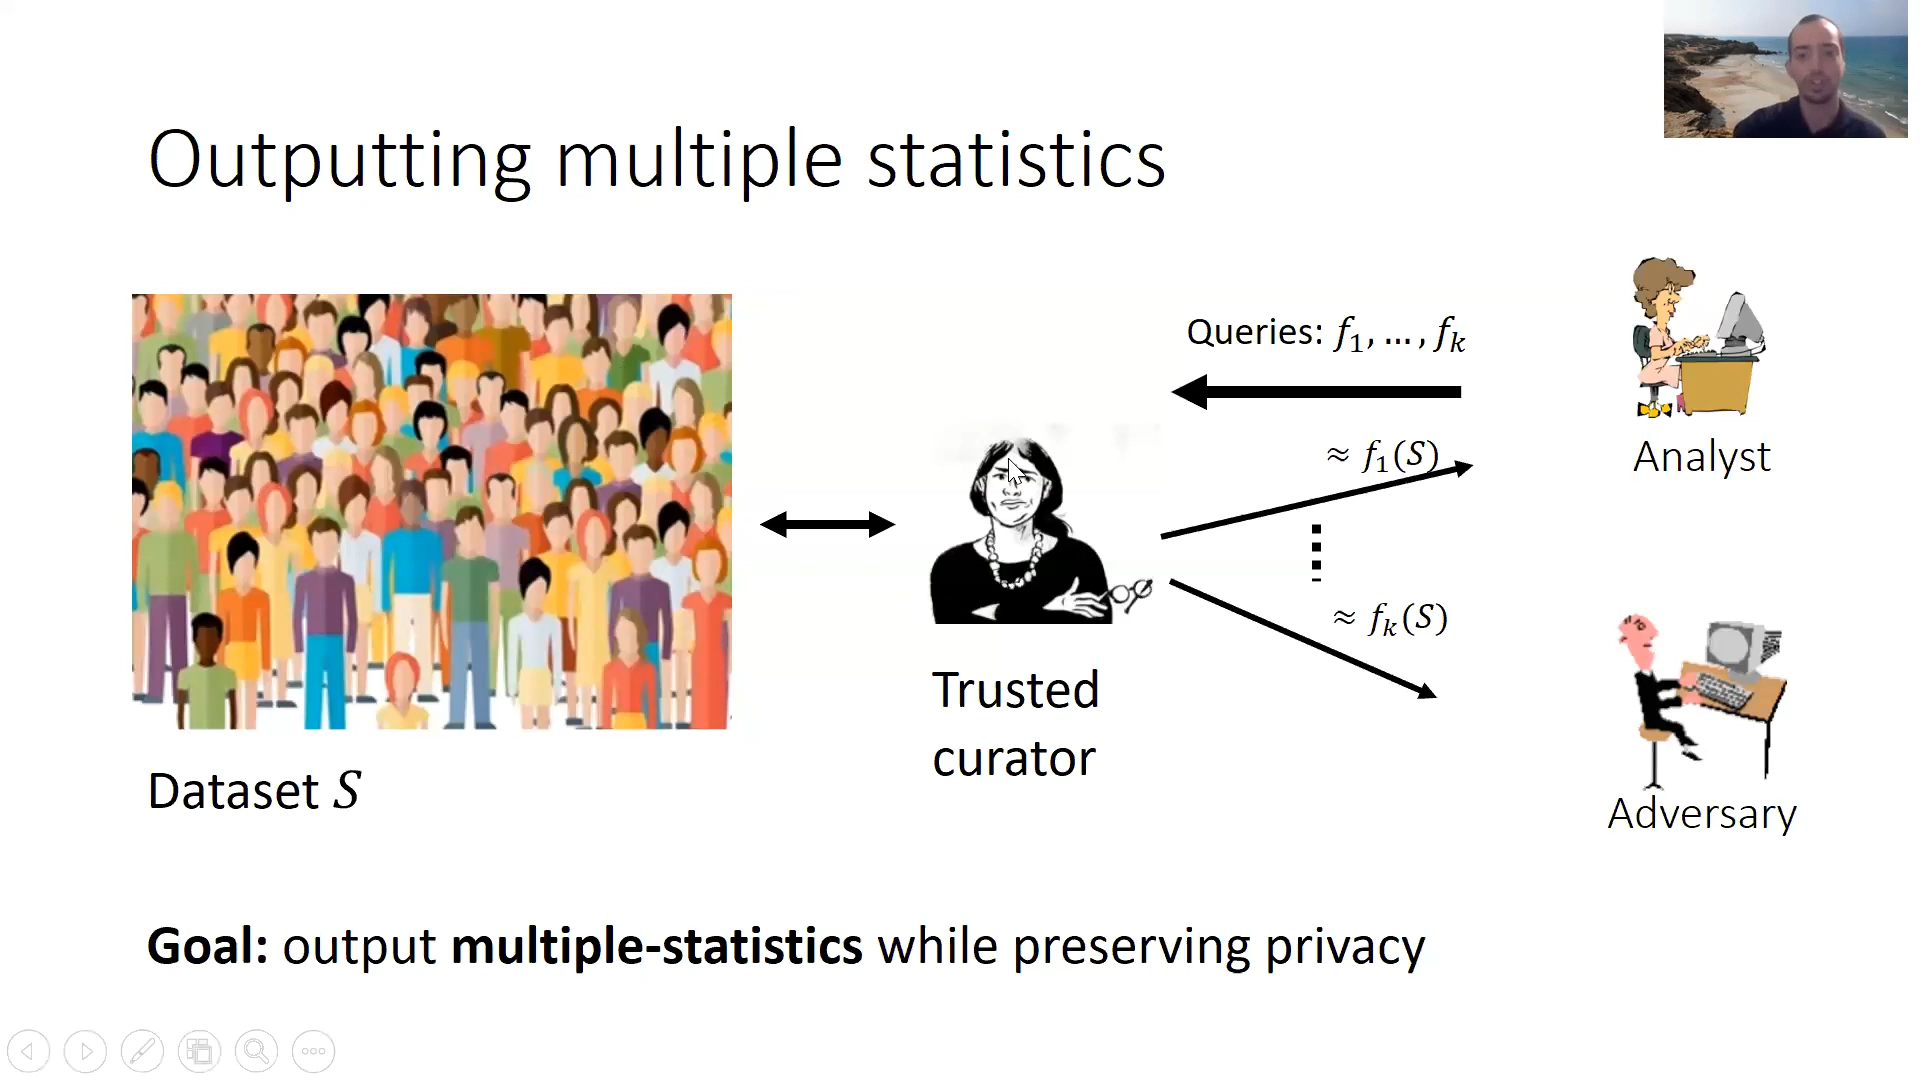 Outputting multiple statistics
Queries: f₁, ... , fₖ
≈ f₁(S)
Analyst
≈ fₖ(S)
Trusted
curator
Dataset S
Adversary
Goal: output multiple-statistics while preserving privacy